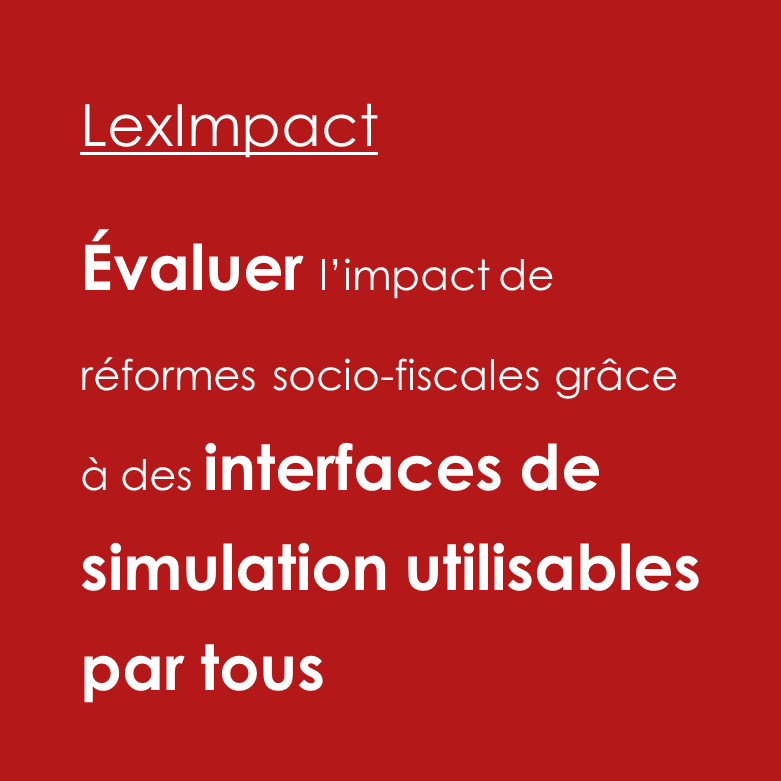 LexImpact
Évaluer l’impact de
réformes socio-fiscales grâce
à des interfaces de
simulation utilisables
par tous